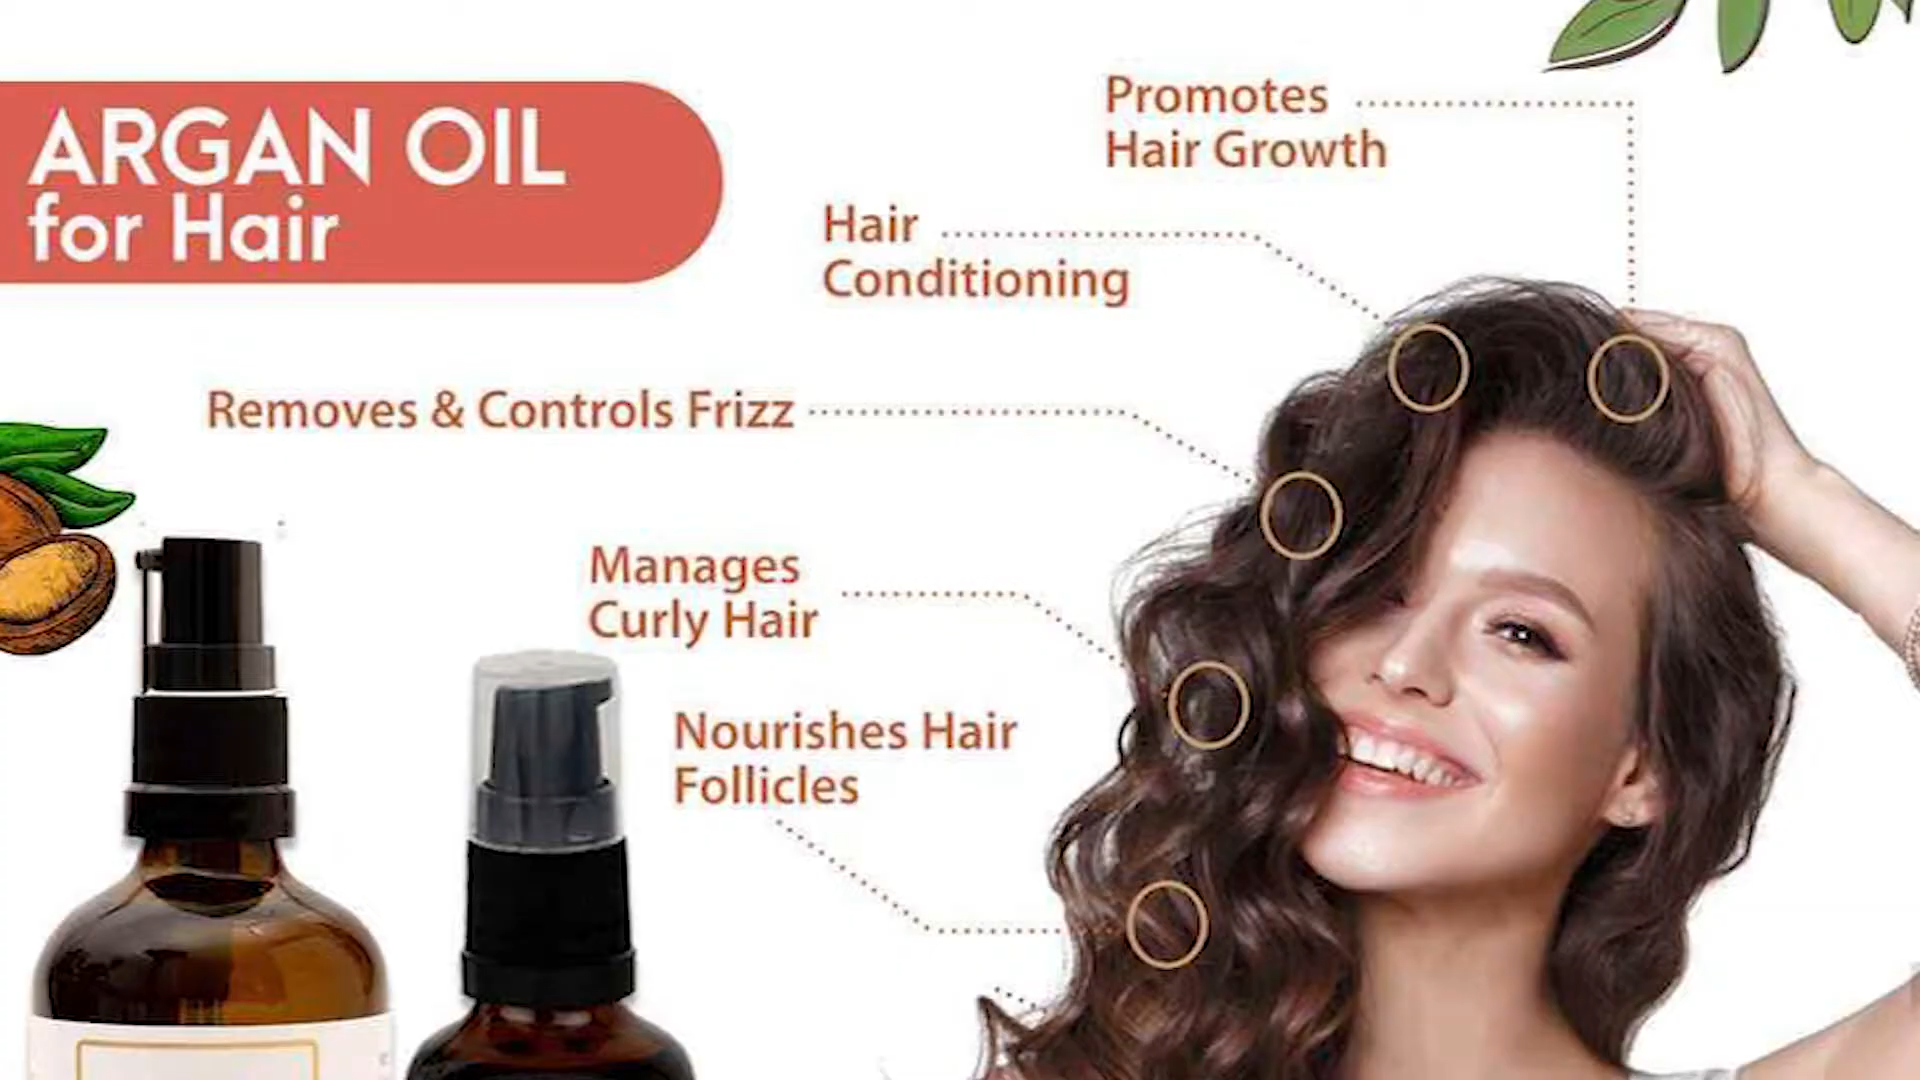 ARGAN OIL
for Hair
Promotes
Hair Growth
Hair
Conditioning
Removes & Controls Frizz
Manages
Curly Hair
Nourishes Hair
Follicles